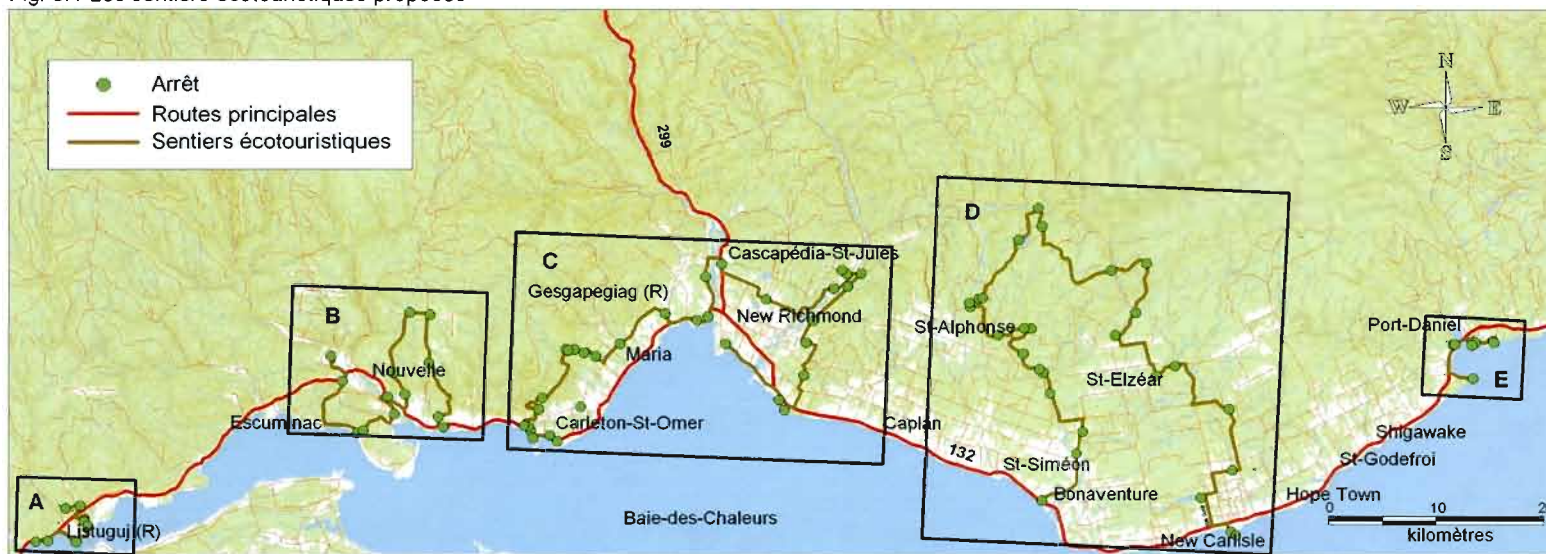 Arrêt
Routes principales
Sentiers écotouristiques
N
W E
S
299
D
C
Cascapédia-St-Jules
Gesgapegiag (R)
B
New Richmond
St-Alphonse
Port-Daniel
Maria
Nouvelle
St-Elzéar
E
Escuminac
Carleton-St-Omer
Caplan
Shigawake
132
St-Siméon
St-Godefroi
A
Bonaventure
Hope Town
Listuguj (R)
Baie-des-Chaleurs
New Carlisle
0 10
kilomètres